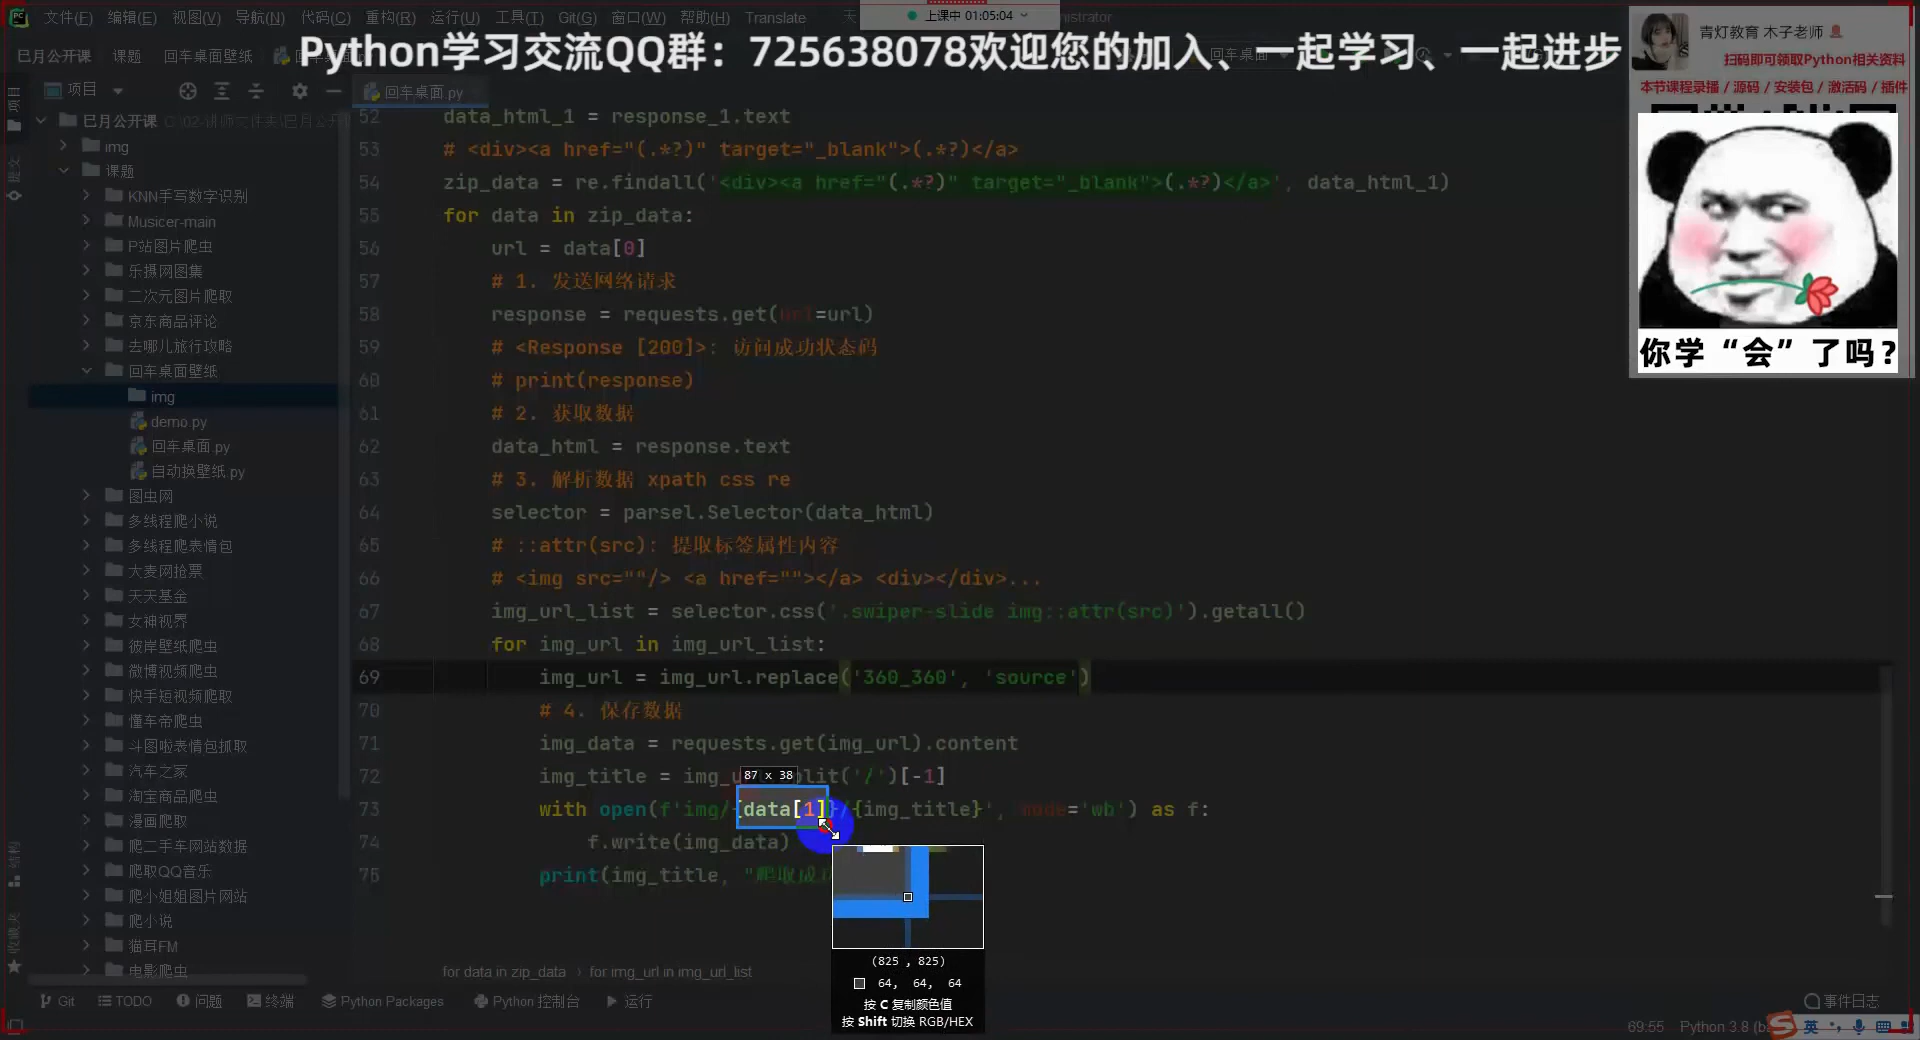 文件(F) 编辑(E) 视图(V) 导航(N) 代码(C) 重构(R) 运行(U) 工具(T) Git(G) 窗口(W) 帮助(H) Translate
上课中 01:05:04
Python学习交流QQ群：725638078欢迎您的加入、一起学习、一起进步
巳月公开课 课题 回车桌面壁纸
青灯教育 木子老师
扫码即可领取Python相关资料
本节课程录播 / 源码 / 安装包 / 激活码 / 插件
你学“会”了吗?
项目
回车桌面.py
巳月公开课
img
课题
KNN手写数字识别
Musicer-main
P站图片爬虫
乐摄网图集
二次元图片爬取
京东商品评论
去哪儿旅行攻略
回车桌面壁纸
img
demo.py
回车桌面.py
自动换壁纸.py
图虫网
多线程爬小说
多线程爬表情包
大麦网抢票
天天基金
女神视界
彼岸壁纸爬虫
微博视频爬虫
快手短视频爬取
懂车帝爬虫
斗图啦表情包抓取
汽车之家
淘宝商品爬虫
漫画爬取
爬二手车网站数据
爬取QQ音乐
爬小姐姐图片网站
爬小说
猫耳FM
电影爬虫
52 data_html_1 = response_1.text
53 # <div><a href="(.*?)" target="_blank">(.*?)</a>
54 zip_data = re.findall('<div><a href="(.*?)" target="_blank">(.*?)</a>', data_html_1)
55 for data in zip_data:
56 url = data[0]
57 # 1. 发送网络请求
58 response = requests.get(url=url)
59 # <Response [200]>: 访问成功状态码
60 # print(response)
61 # 2. 获取数据
62 data_html = response.text
63 # 3. 解析数据 xpath css re
64 selector = parsel.Selector(data_html)
65 # ::attr(src): 提取标签属性内容
66 # <img src=""/> <a href=""></a> <div></div>...
67 img_url_list = selector.css('.swiper-slide img::attr(src)').getall()
68 for img_url in img_url_list:
69 img_url = img_url.replace('360_360', 'source')
70 # 4. 保存数据
71 img_data = requests.get(img_url).content
87 x 38
72 img_title = img_url.split('/')[-1]
73 with open(f'img/{data[1]}/{img_title}', mode='wb') as f:
74 f.write(img_data)
75 print(img_title, "爬取成
(825 , 825)
64, 64, 64
按 C 复制颜色值
按 Shift 切换 RGB/HEX
for data in zip_data › for img_url in img_url_list
Git TODO 问题 终端 Python Packages Python 控制台 运行 事件日志
69:55 Python 3.8
英